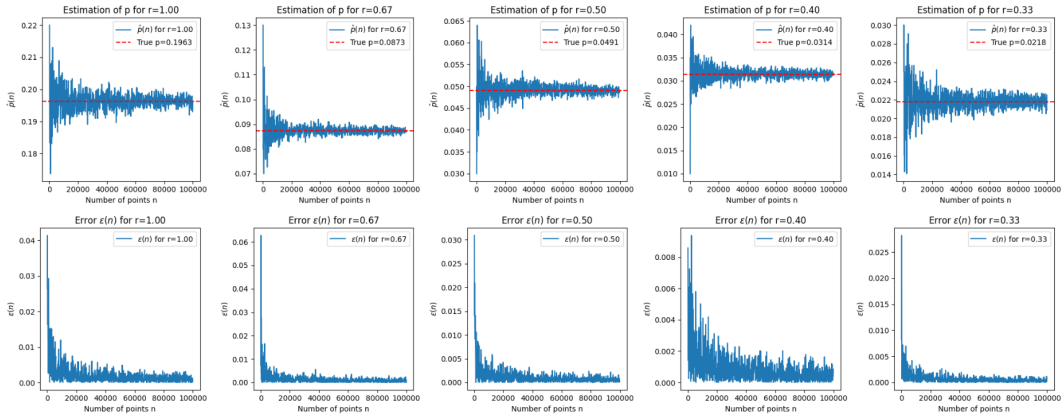 Estimation of p for r=1.00
p̂(n) for r=1.00
True p=0.1963
0.22
0.21
0.20
0.19
0.18
p̂(n)
0 20000 40000 60000 80000 100000
Number of points n
Estimation of p for r=0.67
p̂(n) for r=0.67
True p=0.0873
0.13
0.12
0.11
0.10
0.09
0.08
0.07
p̂(n)
0 20000 40000 60000 80000 100000
Number of points n
Estimation of p for r=0.50
p̂(n) for r=0.50
True p=0.0491
0.065
0.060
0.055
0.050
0.045
0.040
0.035
0.030
p̂(n)
0 20000 40000 60000 80000 100000
Number of points n
Estimation of p for r=0.40
p̂(n) for r=0.40
True p=0.0314
0.040
0.035
0.030
0.025
0.020
0.015
0.010
p̂(n)
0 20000 40000 60000 80000 100000
Number of points n
Estimation of p for r=0.33
p̂(n) for r=0.33
True p=0.0218
0.030
0.028
0.026
0.024
0.022
0.020
0.018
0.016
0.014
p̂(n)
0 20000 40000 60000 80000 100000
Number of points n
Error ε(n) for r=1.00
ε(n) for r=1.00
0.04
0.03
0.02
0.01
0.00
ε(n)
0 20000 40000 60000 80000 100000
Number of points n
Error ε(n) for r=0.67
ε(n) for r=0.67
0.06
0.05
0.04
0.03
0.02
0.01
0.00
ε(n)
0 20000 40000 60000 80000 100000
Number of points n
Error ε(n) for r=0.50
ε(n) for r=0.50
0.030
0.025
0.020
0.015
0.010
0.005
0.000
ε(n)
0 20000 40000 60000 80000 100000
Number of points n
Error ε(n) for r=0.40
ε(n) for r=0.40
0.008
0.006
0.004
0.002
0.000
ε(n)
0 20000 40000 60000 80000 100000
Number of points n
Error ε(n) for r=0.33
ε(n) for r=0.33
0.025
0.020
0.015
0.010
0.005
0.000
ε(n)
0 20000 40000 60000 80000 100000
Number of points n